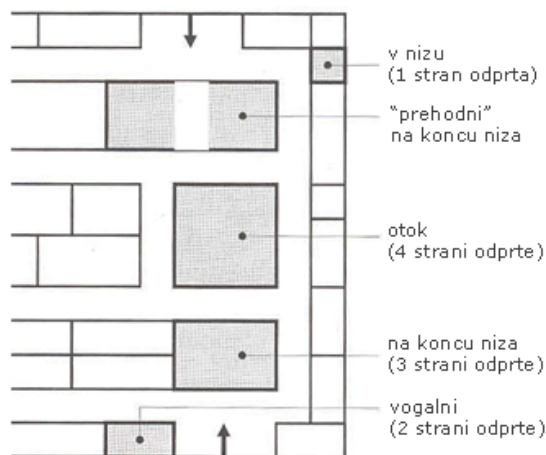 v nizu
(1 stran odprta)
"prehodni"
na koncu niza
otok
(4 strani odprte)
na koncu niza
(3 strani odprte)
vogalni
(2 strani odprte)